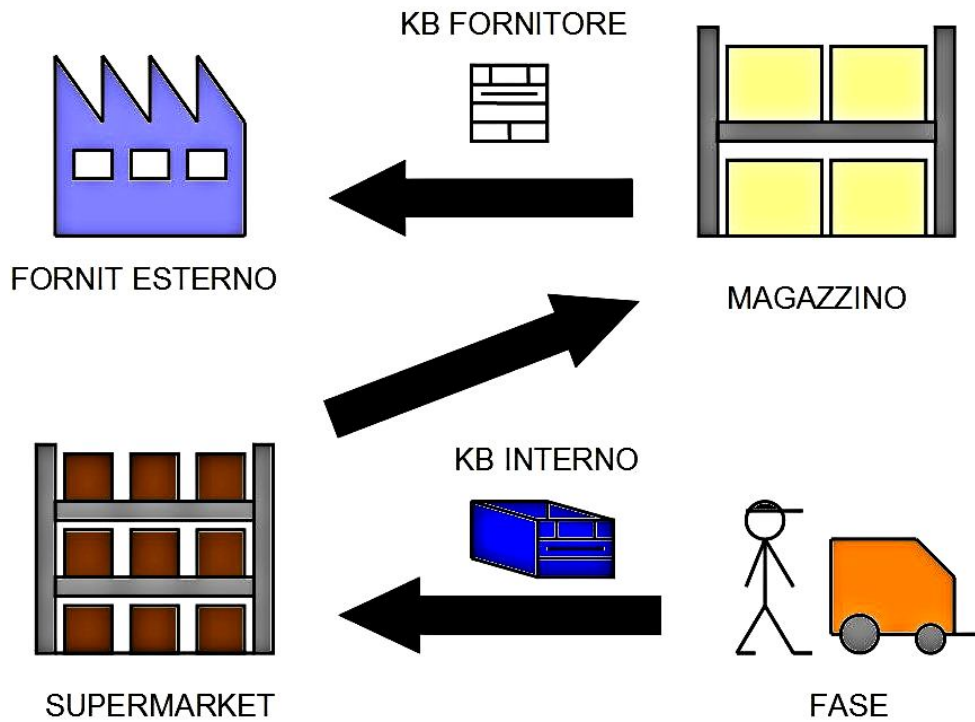 KB FORNITORE
FORNIT ESTERNO
MAGAZZINO
KB INTERNO
SUPERMARKET
FASE